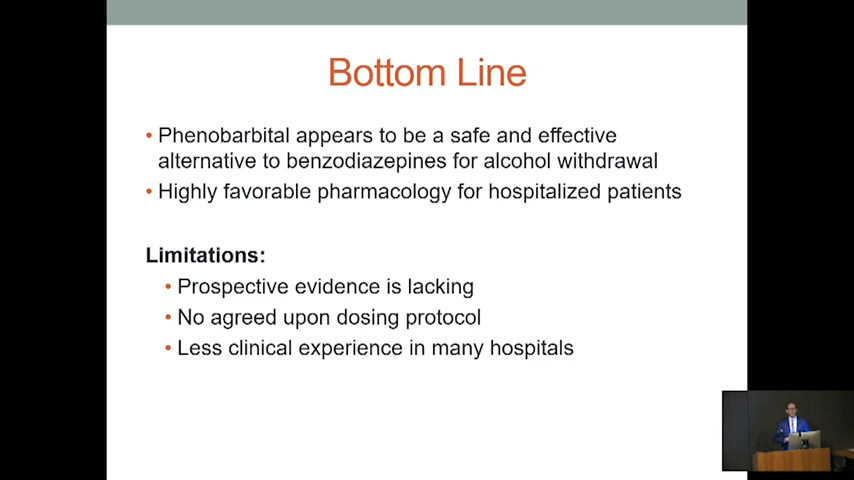 Bottom Line
• Phenobarbital appears to be a safe and effective
alternative to benzodiazepines for alcohol withdrawal
• Highly favorable pharmacology for hospitalized patients
Limitations:
• Prospective evidence is lacking
• No agreed upon dosing protocol
• Less clinical experience in many hospitals